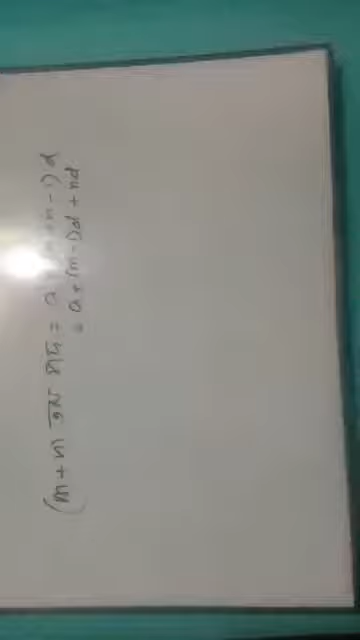 (m+n তম পদ = a + (m+n-1)d
= a + (m-1)d + nd